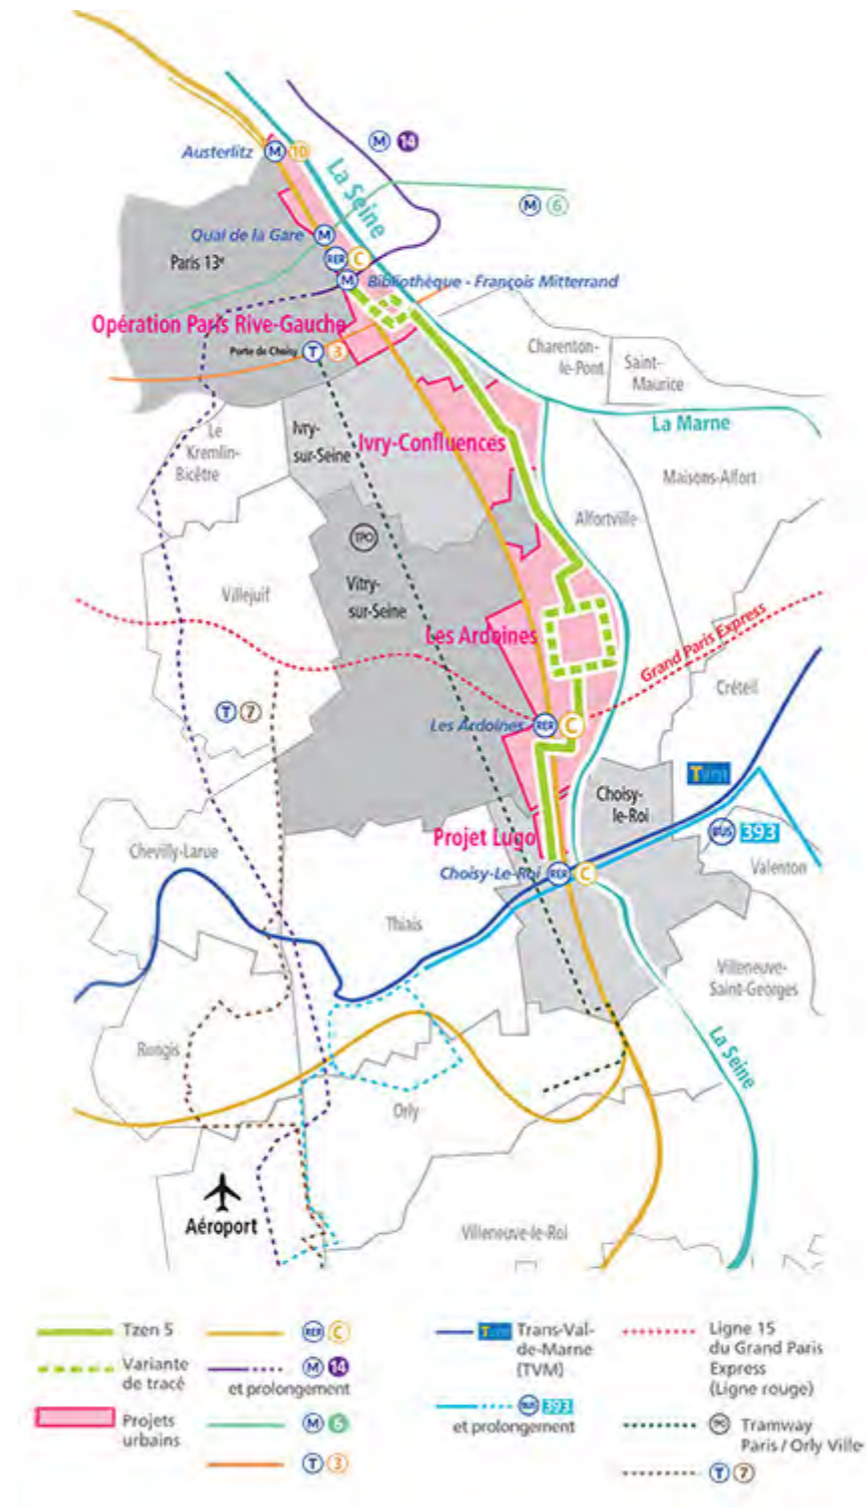 Austerlitz M 10
M 14
La Seine
M 6
Quai de la Gare M
Paris 13e
RER C
M Bibliothèque - François Mitterrand
Opération Paris Rive-Gauche
Porte de Choisy T 3
Charenton-
le-Pont
Saint-
Maurice
La Marne
Le
Kremlin-
Bicêtre
Ivry-
sur-Seine
Ivry-Confluences
Maisons-Alfort
Alfortville
TPO
Villejuif
Vitry-
sur-Seine
Les Ardoines
Grand Paris Express
Créteil
T 7
Les Ardoines RER C
Tvm
Choisy-
le-Roi
BUS 393
Projet Lugo
Chevilly-Larue
Choisy-Le-Roi RER C
Valenton
Thiais
Villeneuve-
Saint-Georges
Rungis
La Seine
Orly
Aéroport
Villeneuve-le-Roi
Tzen 5
Variante
de tracé
Projets
urbains
RER C
M 14
et prolongement
M 6
T 3
Tvm Trans-Val-
de-Marne
(TVM)
BUS 393
et prolongement
Ligne 15
du Grand Paris
Express
(Ligne rouge)
TPO Tramway
Paris / Orly Ville
T 7